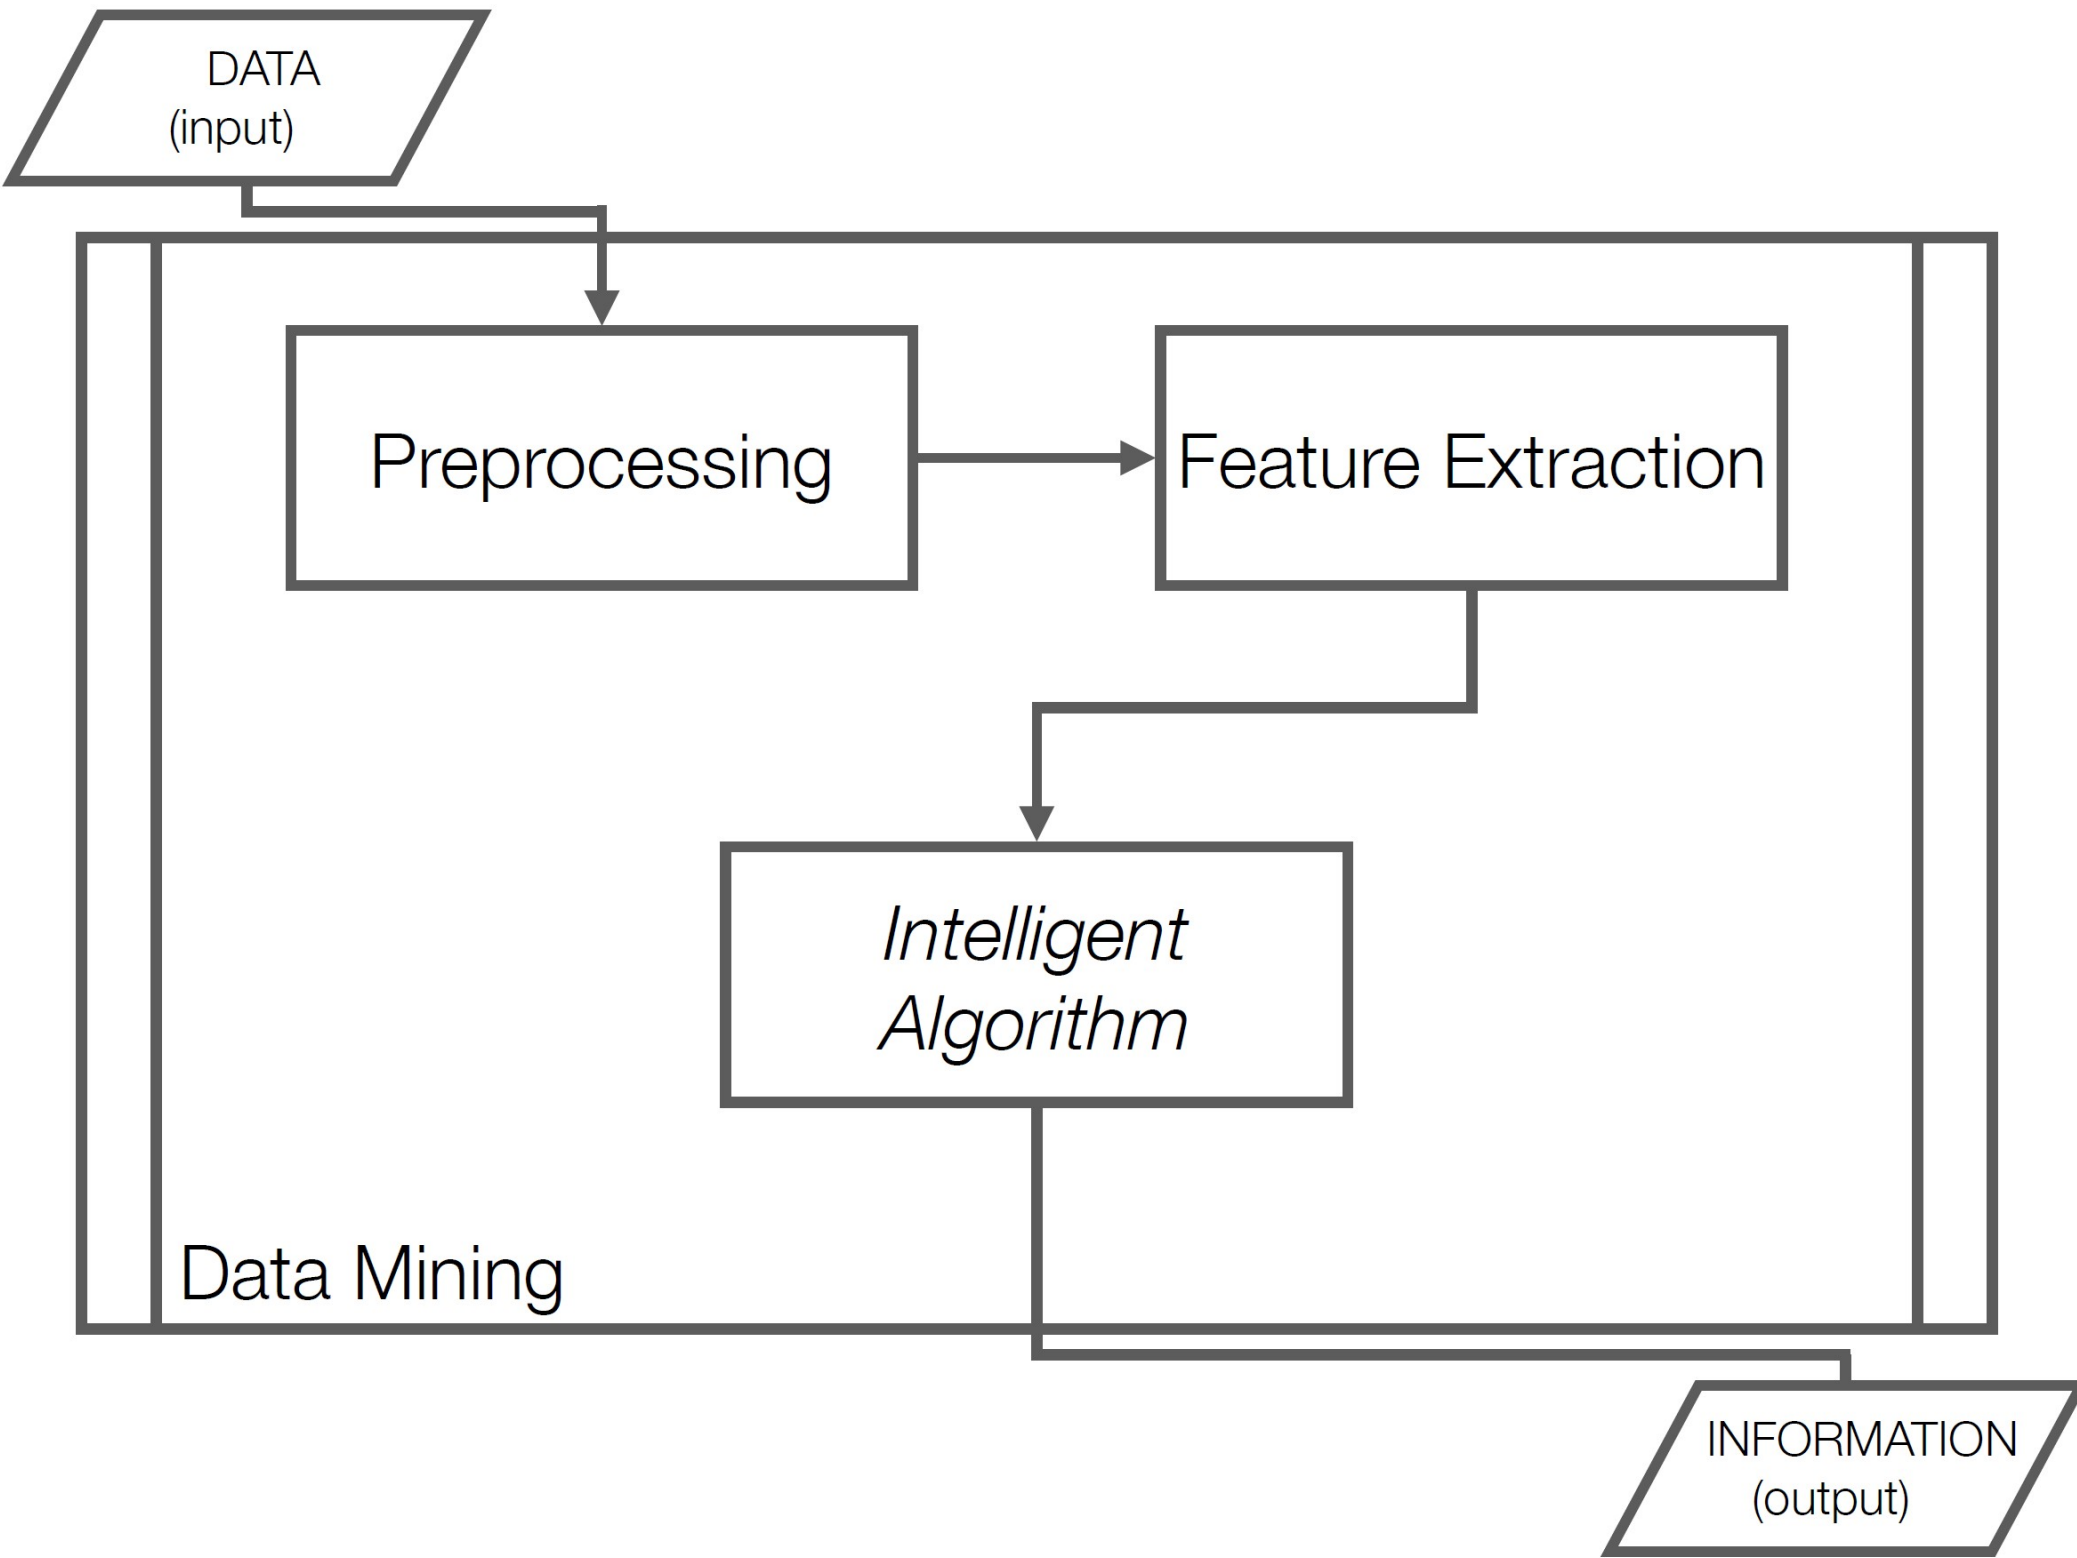 DATA
(input)
Preprocessing
Feature Extraction
Intelligent
Algorithm
Data Mining
INFORMATION
(output)